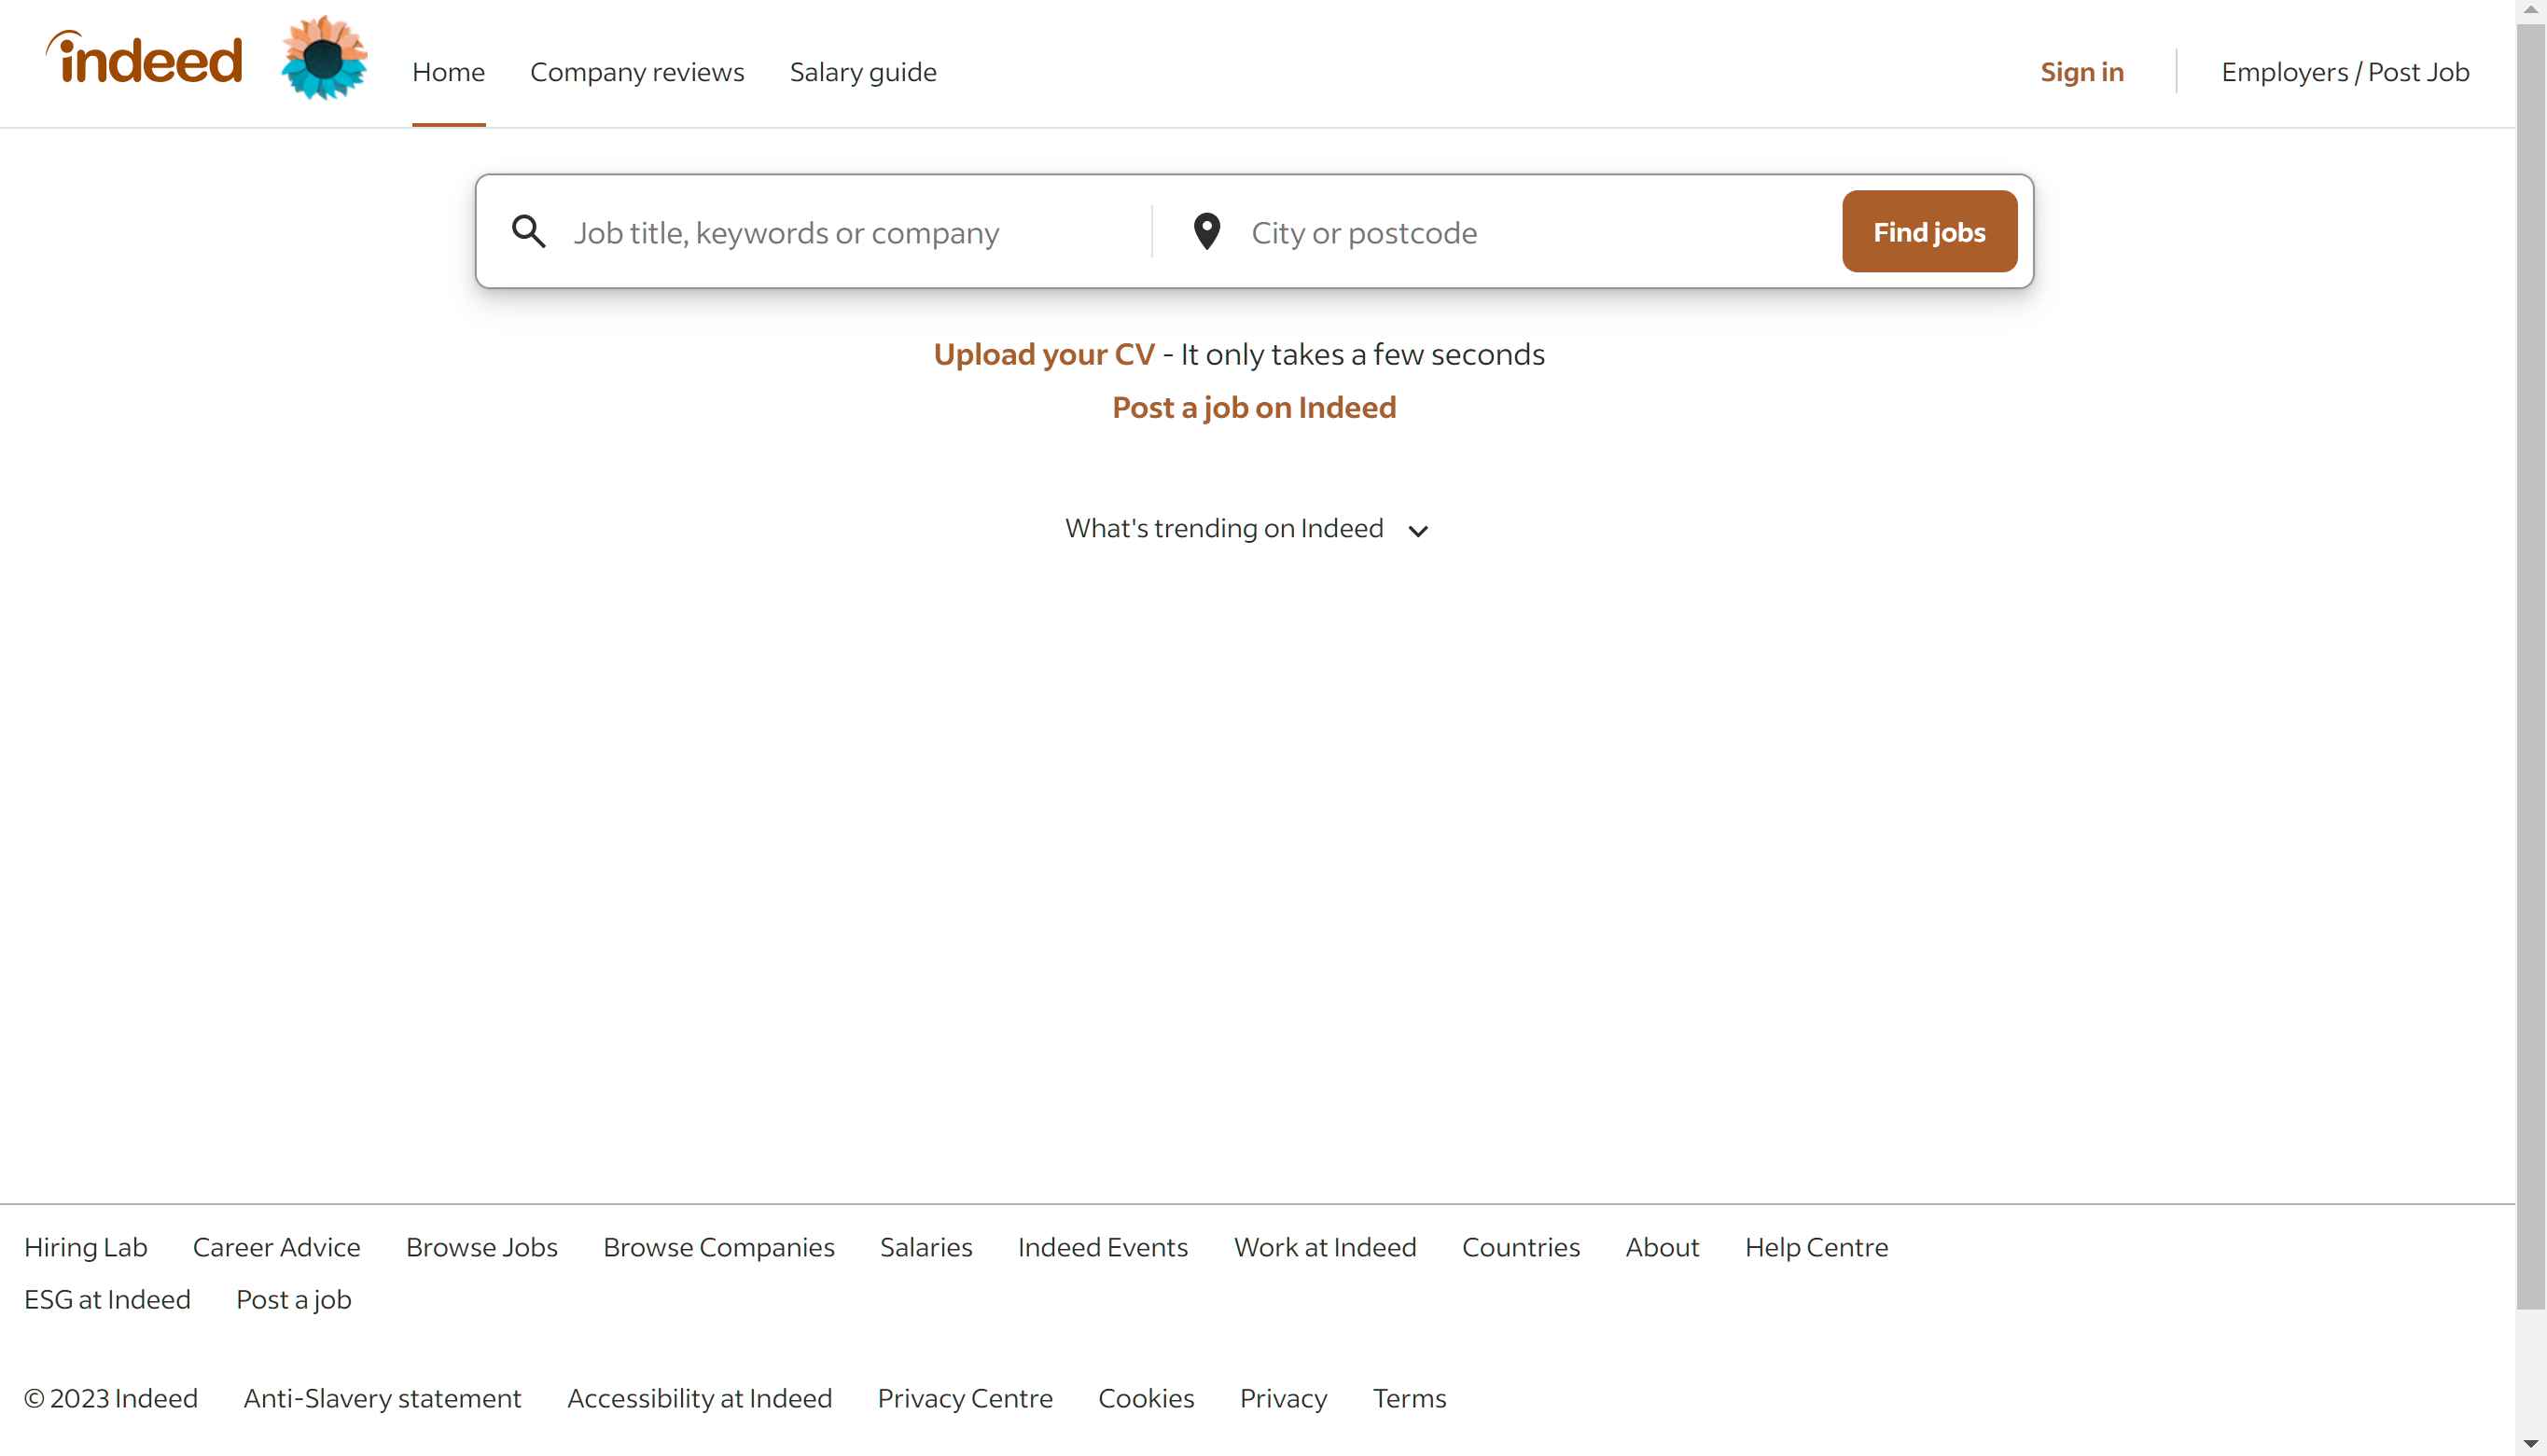 indeed Home Company reviews Salary guide Sign in Employers / Post Job
Job title, keywords or company City or postcode Find jobs
Upload your CV - It only takes a few seconds
Post a job on Indeed
What's trending on Indeed
Hiring Lab Career Advice Browse Jobs Browse Companies Salaries Indeed Events Work at Indeed Countries About Help Centre
ESG at Indeed Post a job
© 2023 Indeed Anti-Slavery statement Accessibility at Indeed Privacy Centre Cookies Privacy Terms